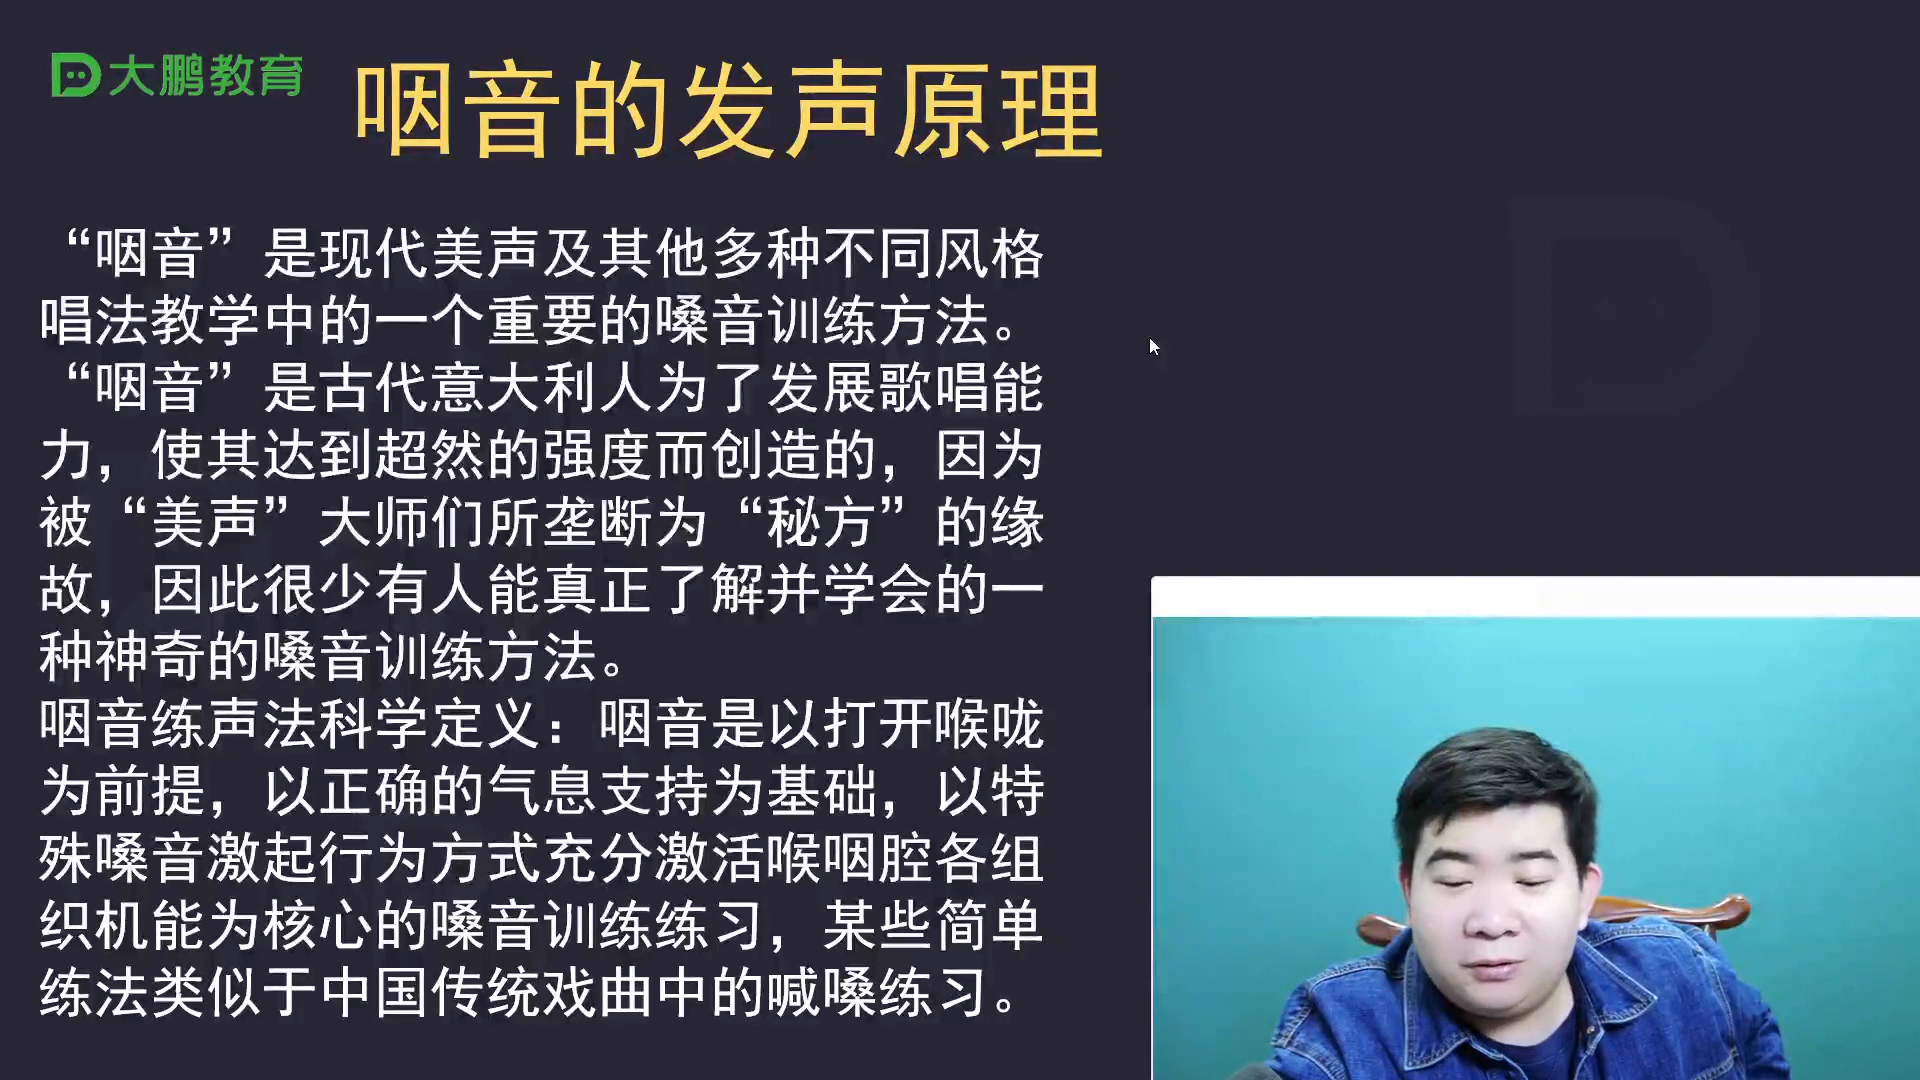 大鹏教育
咽音的发声原理
“咽音”是现代美声及其他多种不同风格
唱法教学中的一个重要的嗓音训练方法。
“咽音”是古代意大利人为了发展歌唱能
力，使其达到超然的强度而创造的，因为
被“美声”大师们所垄断为“秘方”的缘
故，因此很少有人能真正了解并学会的一
种神奇的嗓音训练方法。
咽音练声法科学定义：咽音是以打开喉咙
为前提，以正确的气息支持为基础，以特
殊嗓音激起行为方式充分激活喉咽腔各组
织机能为核心的嗓音训练练习，某些简单
练法类似于中国传统戏曲中的喊嗓练习。